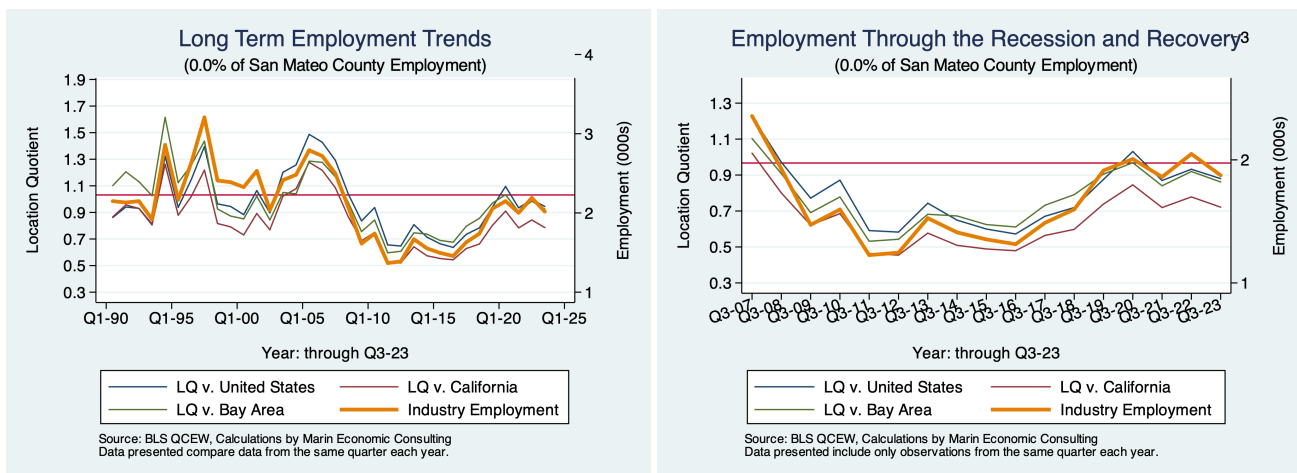 Long Term Employment Trends
(0.0% of San Mateo County Employment)
Location Quotient
1.9
1.7
1.5
1.3
1.1
0.9
0.7
0.5
0.3
4
3
2
1
Employment (000s)
Q1-90 Q1-95 Q1-00 Q1-05 Q1-10 Q1-15 Q1-20 Q1-25
Year: through Q3-23
LQ v. United States LQ v. California
LQ v. Bay Area Industry Employment
Source: BLS QCEW, Calculations by Marin Economic Consulting
Data presented compare data from the same quarter each year.
Employment Through the Recession and Recovery
(0.0% of San Mateo County Employment)
Location Quotient
1.3
1.1
0.9
0.7
0.5
0.3
3
2
1
Employment (000s)
Q3-07 Q3-08 Q3-09 Q3-10 Q3-11 Q3-12 Q3-13 Q3-14 Q3-15 Q3-16 Q3-17 Q3-18 Q3-19 Q3-20 Q3-21 Q3-22 Q3-23
Year: through Q3-23
LQ v. United States LQ v. California
LQ v. Bay Area Industry Employment
Source: BLS QCEW, Calculations by Marin Economic Consulting
Data presented include only observations from the same quarter each year.